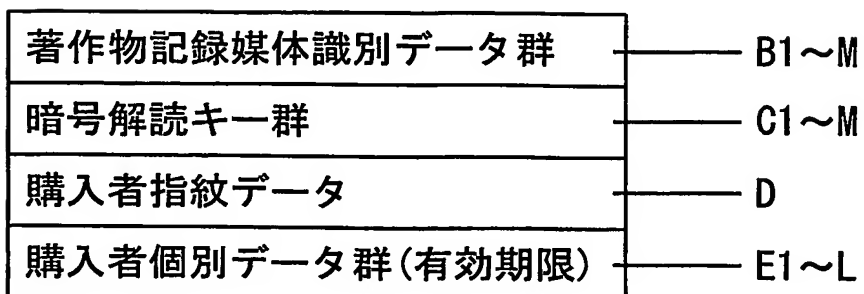 著作物記録媒体識別データ群 B1~M
暗号解読キー群 C1~M
購入者指紋データ D
購入者個別データ群(有効期限) E1~L